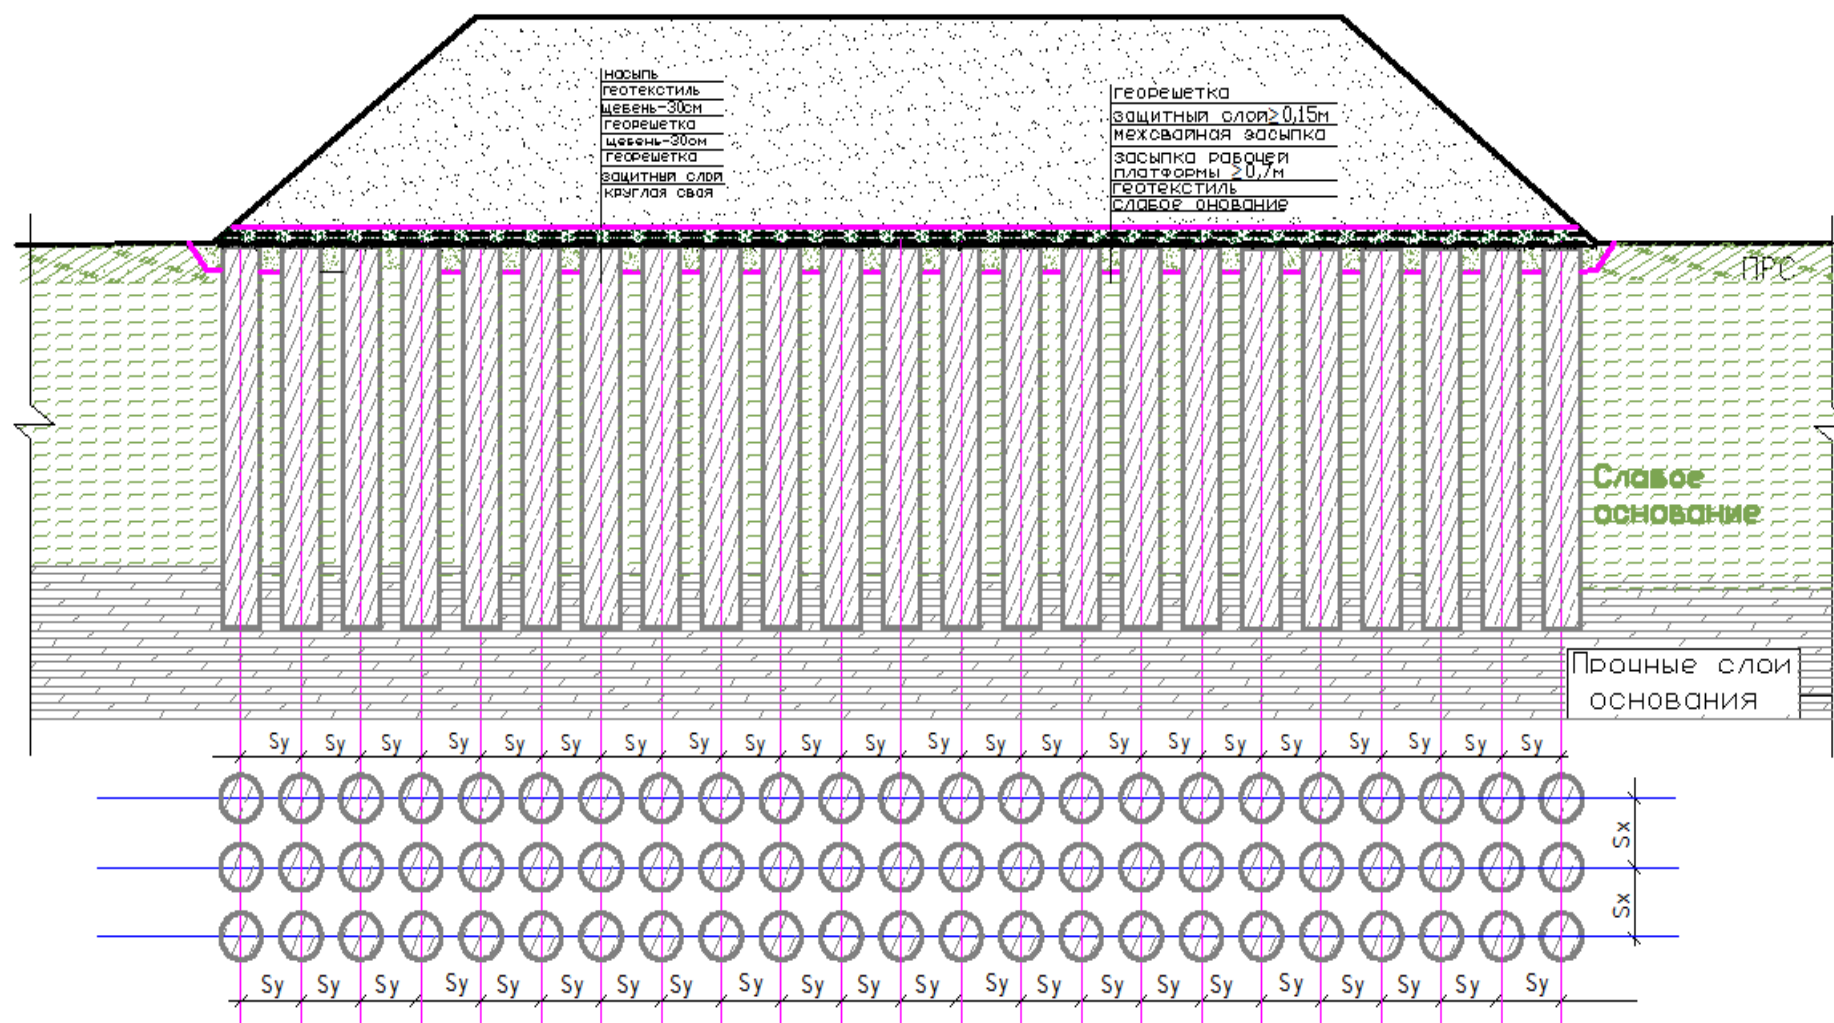 насыпь
геотекстиль
щебень-30см
георешетка
щебень-30см
георешетка
защитный слой
круглая свая
георешетка
защитный слой≥0,15м
межсвайная засыпка
засыпка рабочей
платформы ≥0,7м
геотекстиль
слабое онование
ПРС
Слабое
основание
Прочные слои
основания
Sy Sy Sy Sy Sy Sy Sy Sy Sy Sy Sy Sy Sy Sy Sy Sy Sy Sy Sy Sy Sy Sy
Sx
Sx
Sy Sy Sy Sy Sy Sy Sy Sy Sy Sy Sy Sy Sy Sy Sy Sy Sy Sy Sy Sy Sy Sy